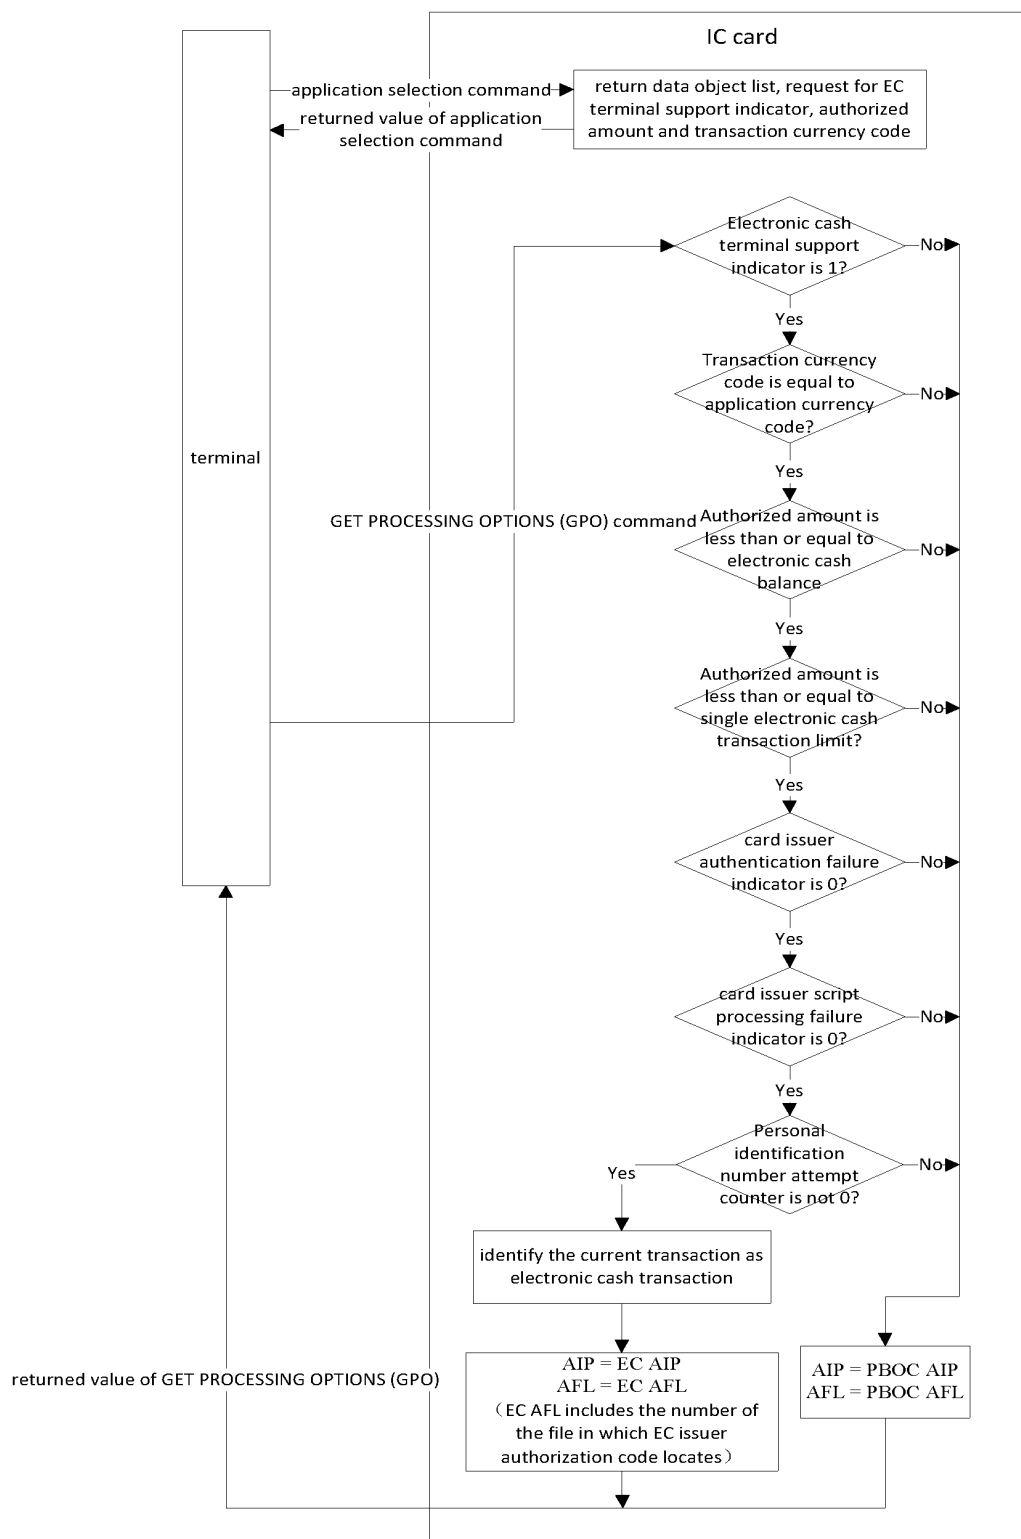 IC card
application selection command
return data object list, request for EC
terminal support indicator, authorized
amount and transaction currency code
returned value of application
selection command
Electronic cash
terminal support
indicator is 1?
No
Yes
Transaction currency
code is equal to
application currency
code?
No
Yes
terminal
GET PROCESSING OPTIONS (GPO) command
Authorized amount is
less than or equal to
electronic cash
balance
No
Yes
Authorized amount is
less than or equal to
single electronic cash
transaction limit?
No
Yes
card issuer
authentication failure
indicator is 0?
No
Yes
card issuer script
processing failure
indicator is 0?
No
Yes
Personal
identification
number attempt
counter is not 0?
No
Yes
identify the current transaction as
electronic cash transaction
returned value of GET PROCESSING OPTIONS (GPO)
AIP = EC AIP
AFL = EC AFL
（EC AFL includes the number of
the file in which EC issuer
authorization code locates）
AIP = PBOC AIP
AFL = PBOC AFL